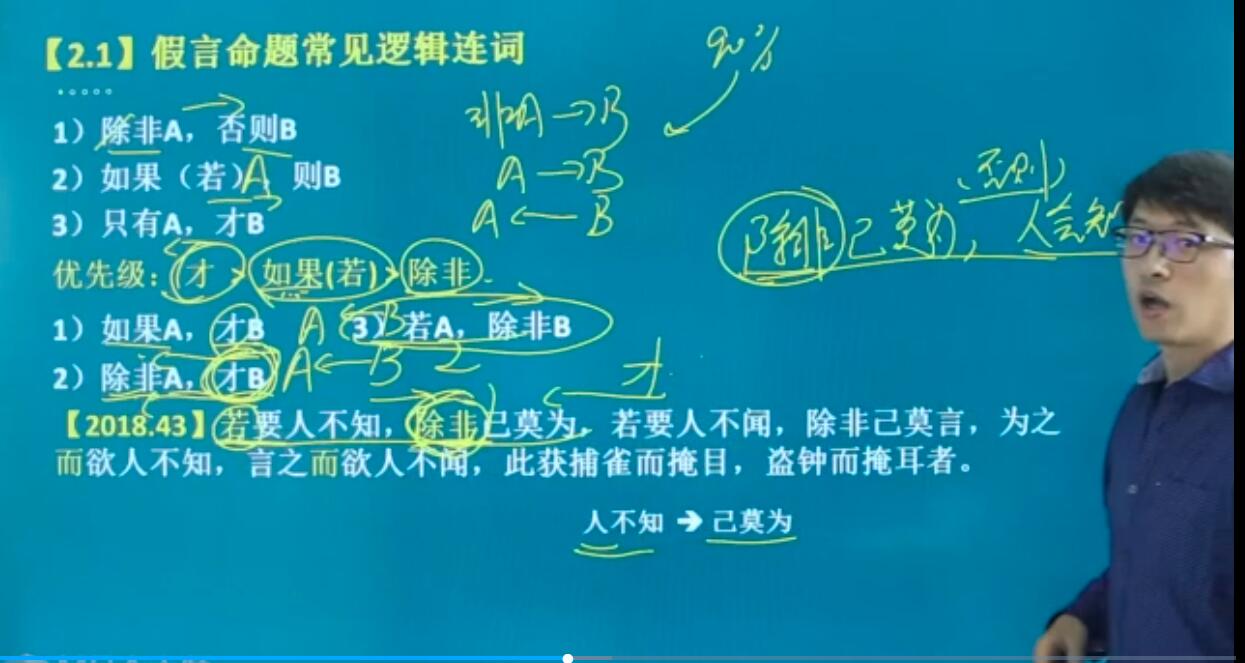 【2.1】假言命题常见逻辑连词
90%
1）除非A，否则B
非A→B
2）如果（若）A，则B
A→B
3）只有A，才B
A←B
（否则）
除非己莫为，人会知
优先级：才＞如果(若)＞除非
1）如果A，才B
A←B
3）若A，除非B
2）除非A，才B
A←B
才
【2018.43】若要人不知，除非己莫为。若要人不闻，除非己莫言，为之
而欲人不知，言之而欲人不闻，此获捕雀而掩目，盗钟而掩耳者。
人不知 → 己莫为